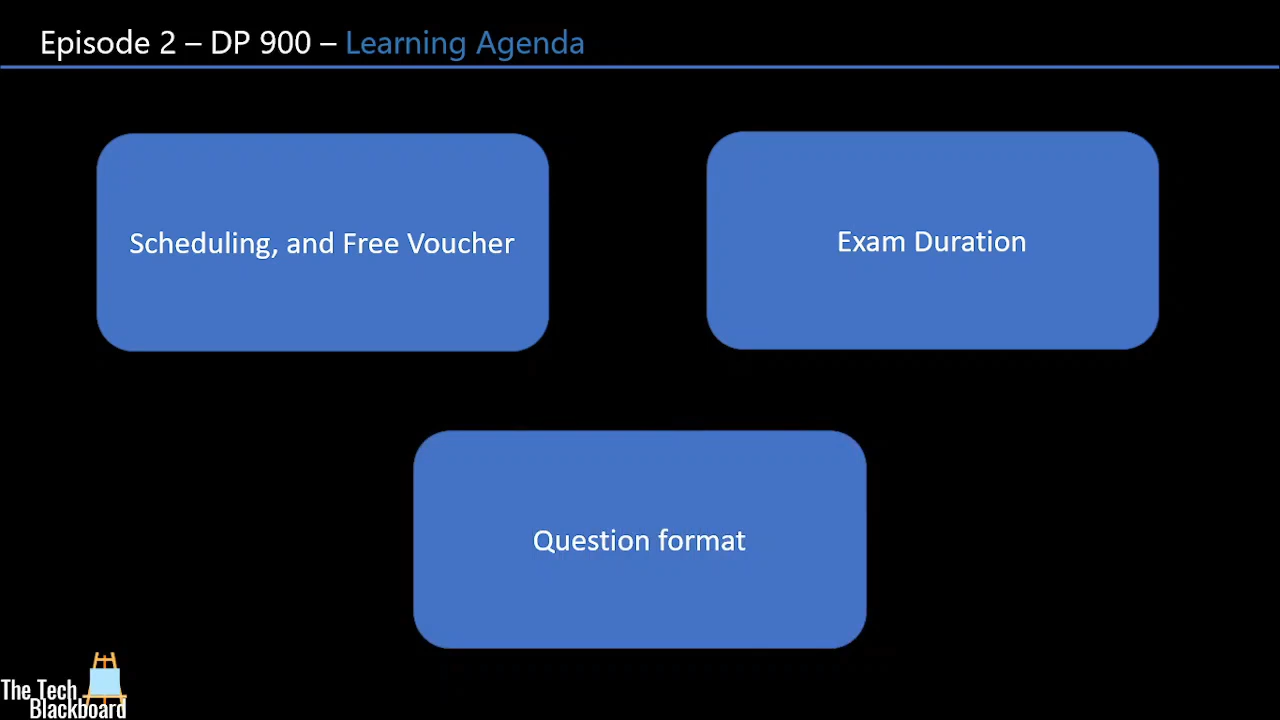 Episode 2 – DP 900 – Learning Agenda
Scheduling, and Free Voucher
Exam Duration
Question format
The Tech
Blackboard